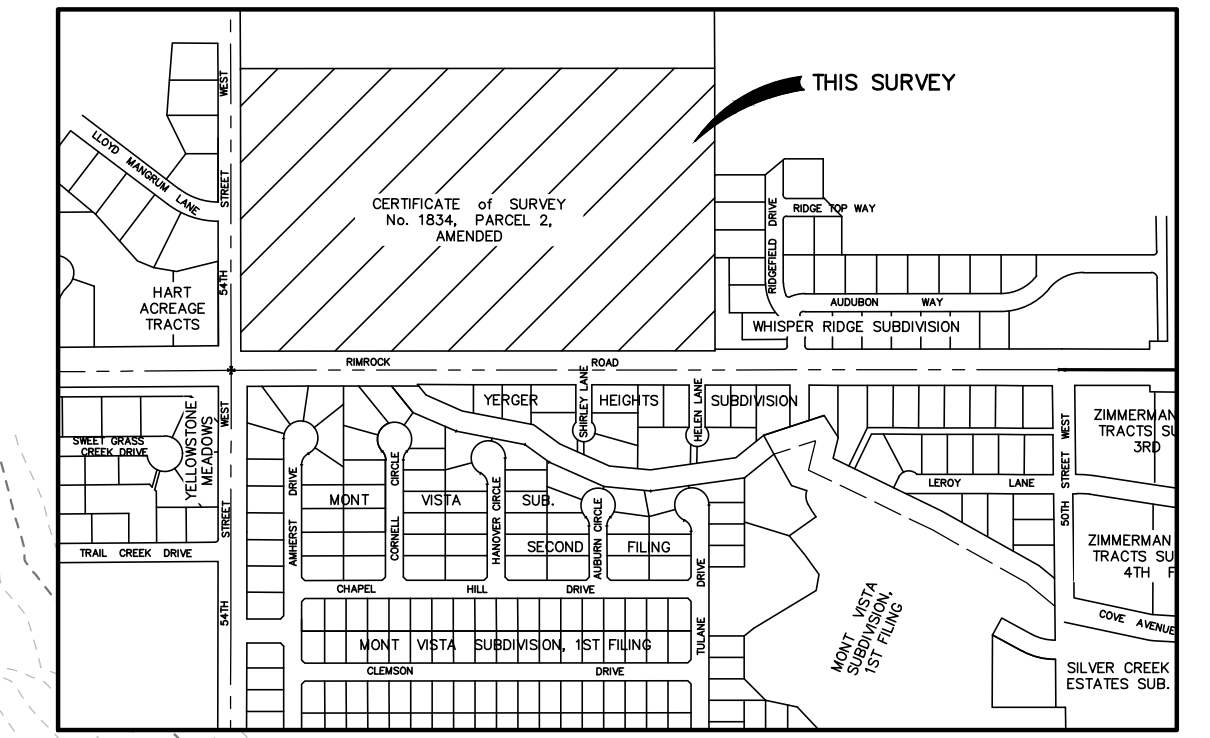 THIS SURVEY
WEST
LLOYD MANGRUM LANE
STREET
CERTIFICATE of SURVEY
No. 1834, PARCEL 2,
AMENDED
RIDGE TOP WAY
RIDGEFIELD DRIVE
54TH
HART
ACREAGE
TRACTS
AUDUBON WAY
WHISPER RIDGE SUBDIVISION
RIMROCK ROAD
YERGER HEIGHTS SUBDIVISION
SHIRLEY LANE
HELEN LANE
WEST
YELLOWSTONE
MEADOWS
SWEET GRASS
CREEK DRIVE
ZIMMERMAN
TRACTS SU
3RD
50TH STREET WEST
LEROY LANE
MONT VISTA SUB.
SECOND FILING
AMHERST DRIVE
CORNELL CIRCLE
HANOVER CIRCLE
AUBURN CIRCLE
TULANE DRIVE
STREET
TRAIL CREEK DRIVE
ZIMMERMAN
TRACTS SU
4TH F
CHAPEL HILL DRIVE
54TH
MONT VISTA
SUBDIVISION,
1ST FILING
COVE AVENUE
MONT VISTA SUBDIVISION, 1ST FILING
CLEMSON DRIVE
SILVER CREEK
ESTATES SUB.